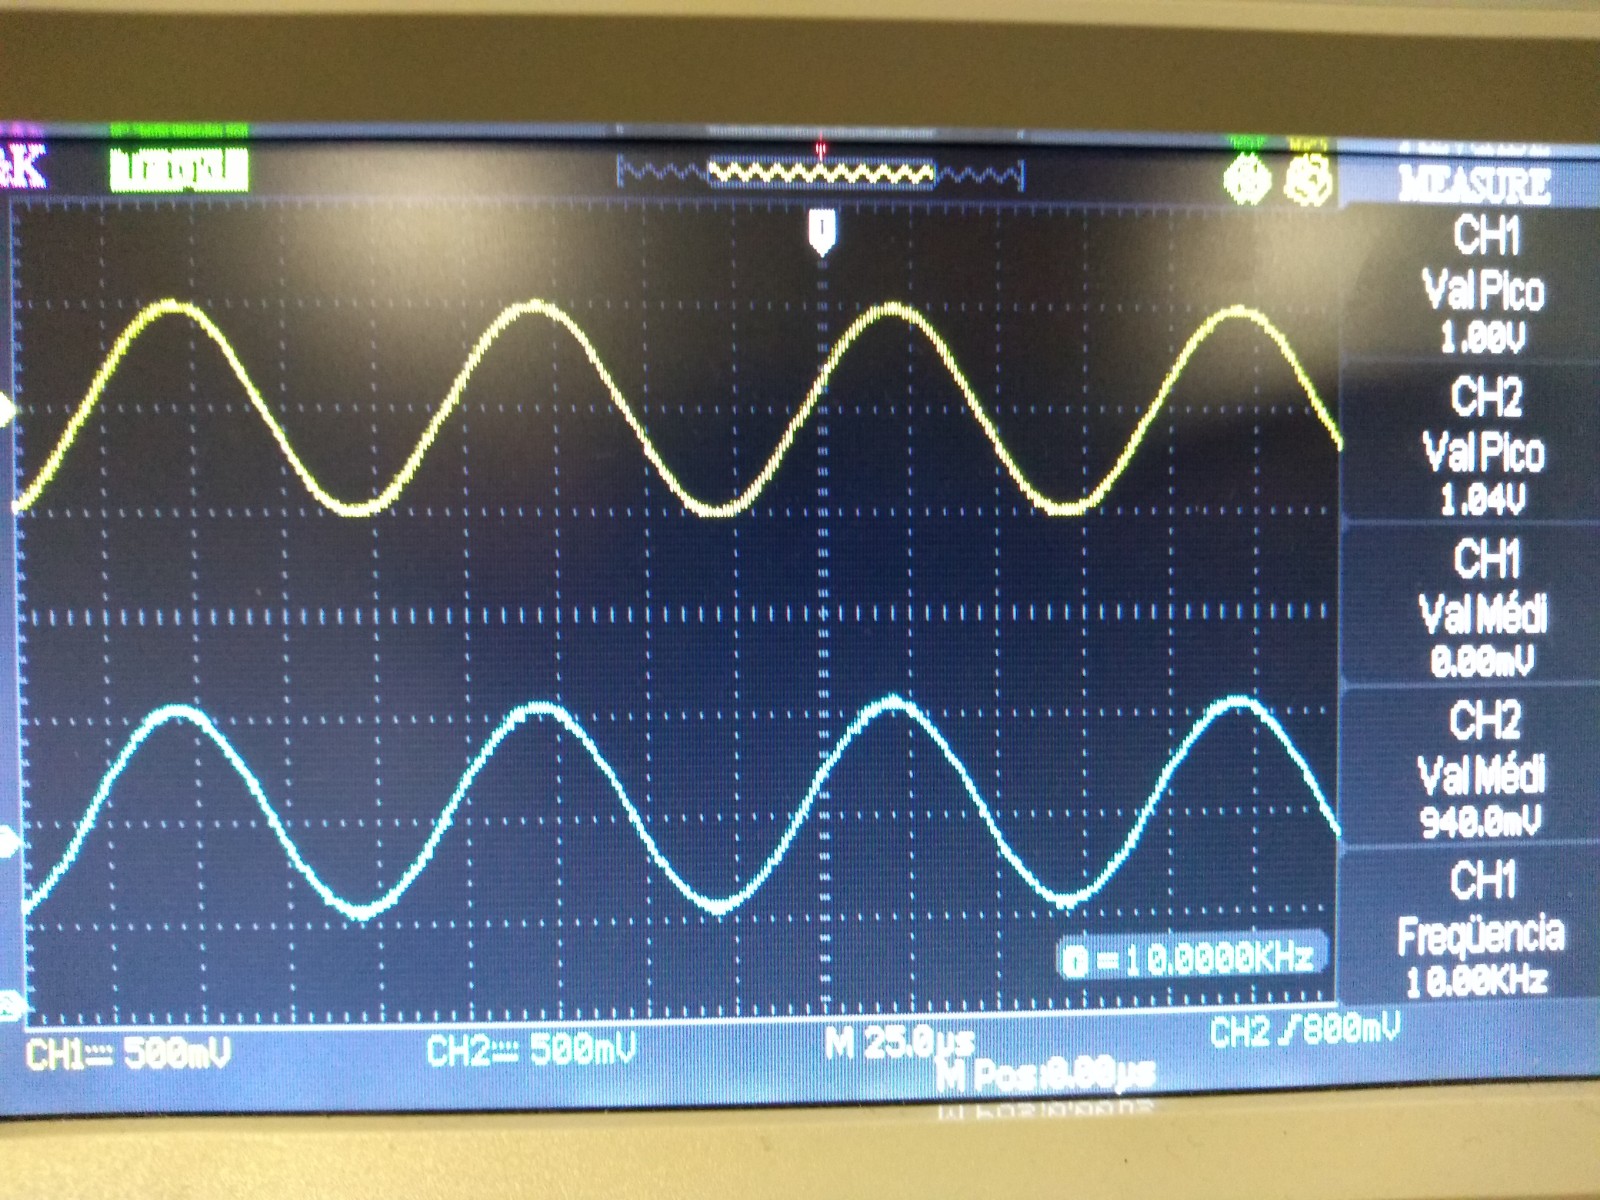 MEASURE
CH1
Val Pico
1.00V
CH2
Val Pico
1.04V
CH1
Val Médi
0.00mV
CH2
Val Médi
940.0mV
CH1
Freqüencia
10.00KHz
=10.0000KHz
CH1 500mV
CH2 500mV
M 25.0µs
CH2 /800mV
M Pos:0.00µs